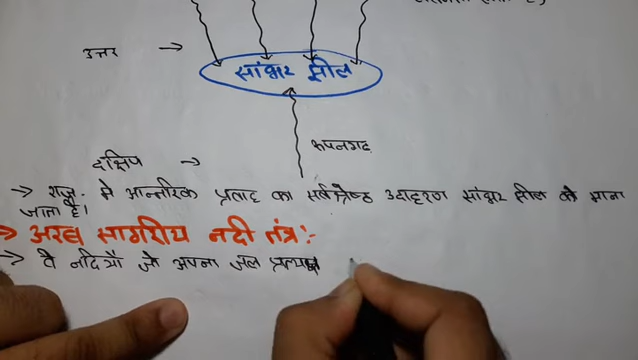 उत्तर →
सांभर झील
रूपनगढ
दक्षिण →
→ राज. मे आन्तरिक प्रवाह का सर्वश्रेष्ठ उदाहरण सांभर झील को माना
जाता है।
→ अरब सागरीय नदी तंत्र:-
→ वे नदियाँ जो अपना जल प्रत्यक्ष